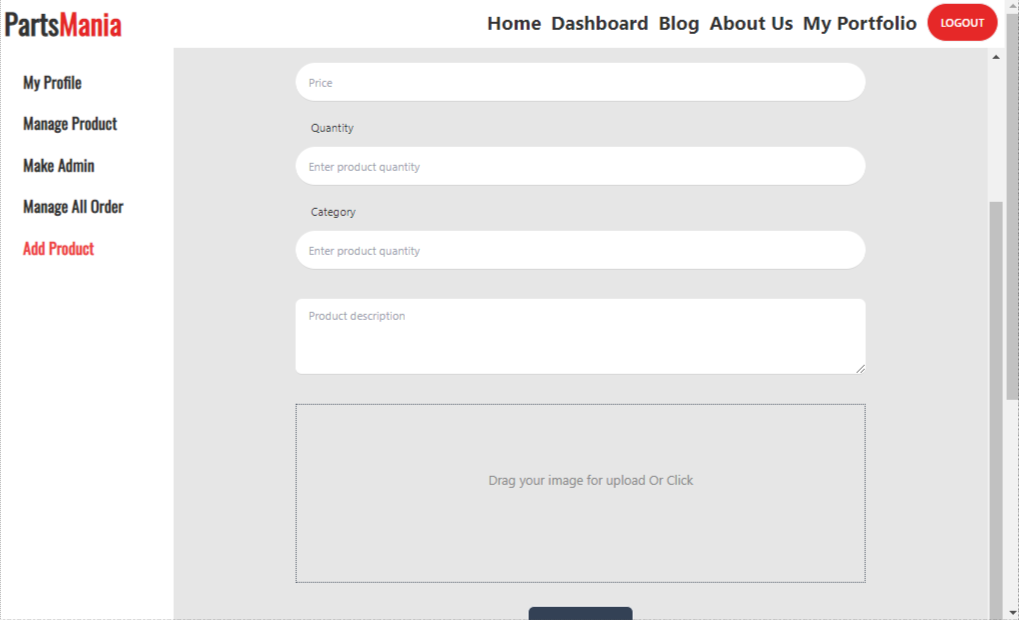 PartsMania
Home Dashboard Blog About Us My Portfolio LOGOUT
My Profile
Manage Product
Make Admin
Manage All Order
Add Product
Price
Quantity
Enter product quantity
Category
Enter product quantity
Product description
Drag your image for upload Or Click